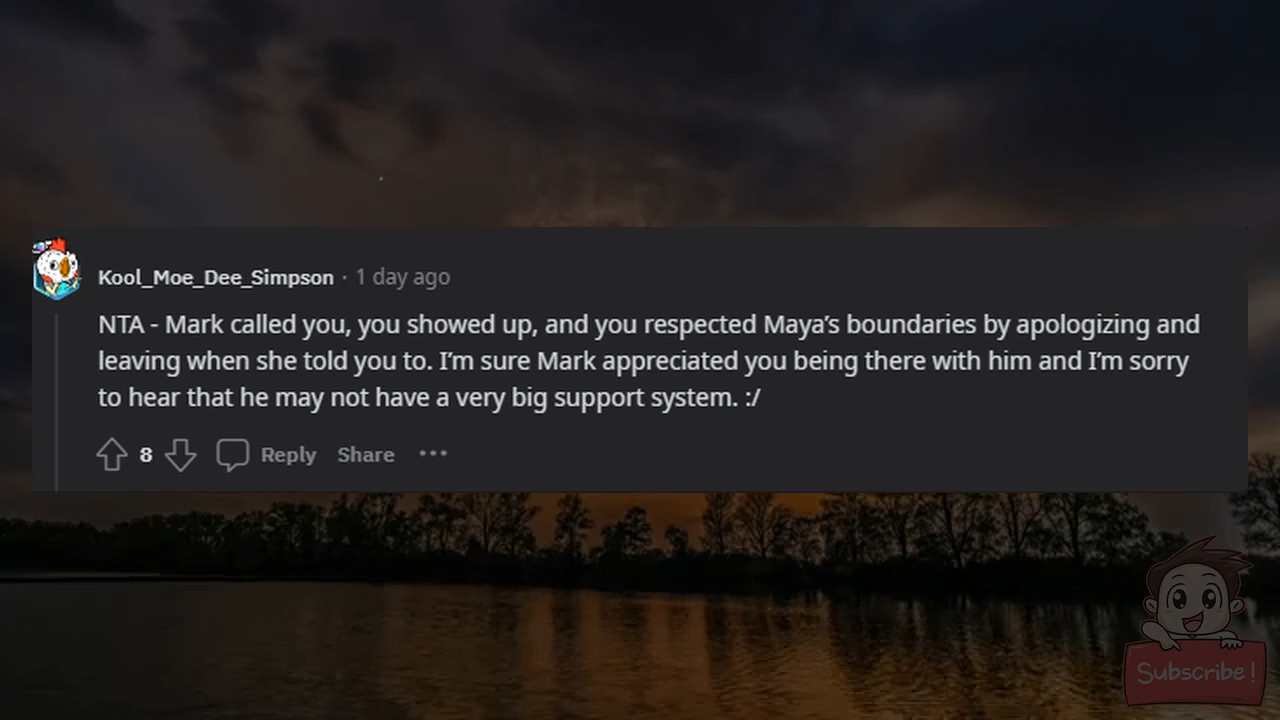 Kool_Moe_Dee_Simpson · 1 day ago
NTA - Mark called you, you showed up, and you respected Maya’s boundaries by apologizing and
leaving when she told you to. I’m sure Mark appreciated you being there with him and I’m sorry
to hear that he may not have a very big support system. :/
8 Reply Share ···
Subscribe!